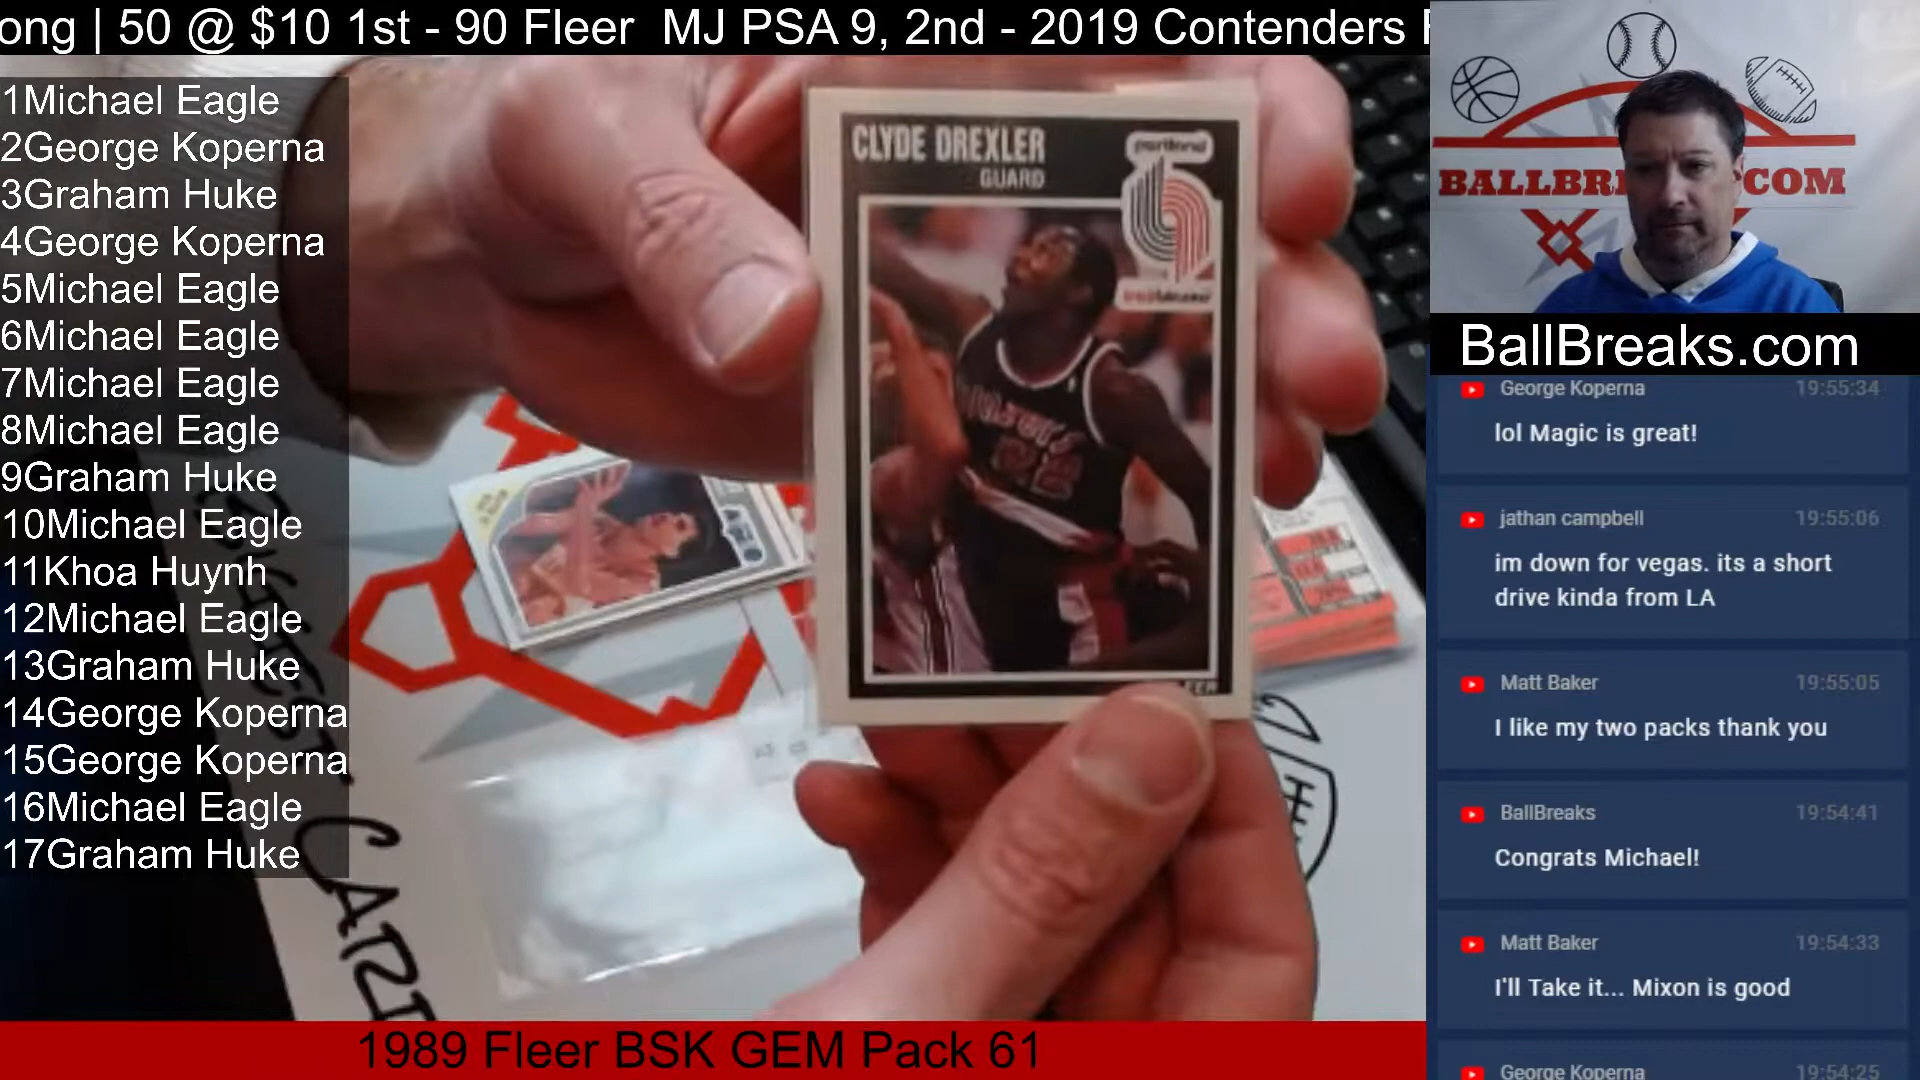 ong | 50 @ $10 1st - 90 Fleer MJ PSA 9, 2nd - 2019 Contenders
1Michael Eagle
2George Koperna
3Graham Huke
4George Koperna
5Michael Eagle
6Michael Eagle
7Michael Eagle
8Michael Eagle
9Graham Huke
10Michael Eagle
11Khoa Huynh
12Michael Eagle
13Graham Huke
14George Koperna
15George Koperna
16Michael Eagle
17Graham Huke
CLYDE DREXLER
GUARD
portland
22
1989 Fleer BSK GEM Pack 61
BallBreaks.com
George Koperna 19:55:34
lol Magic is great!
jathan campbell 19:55:06
im down for vegas. its a short
drive kinda from LA
Matt Baker 19:55:05
I like my two packs thank you
BallBreaks 19:54:41
Congrats Michael!
Matt Baker 19:54:33
I'll Take it... Mixon is good
George Koperna 19:54:25